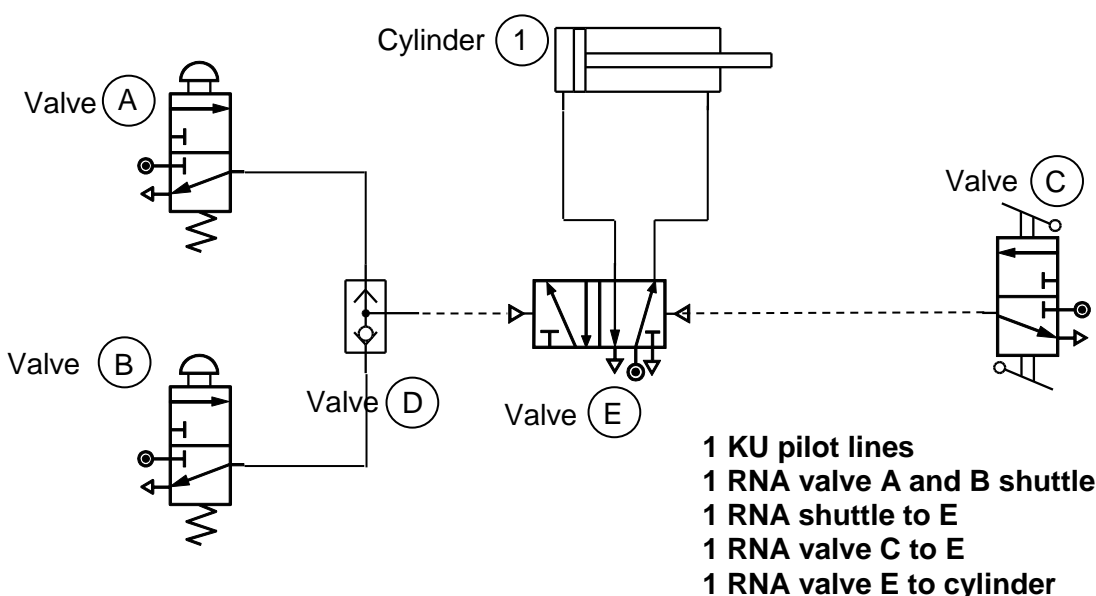 Cylinder 1
Valve A
Valve C
Valve B
Valve D
Valve E
1 KU pilot lines
1 RNA valve A and B shuttle
1 RNA shuttle to E
1 RNA valve C to E
1 RNA valve E to cylinder